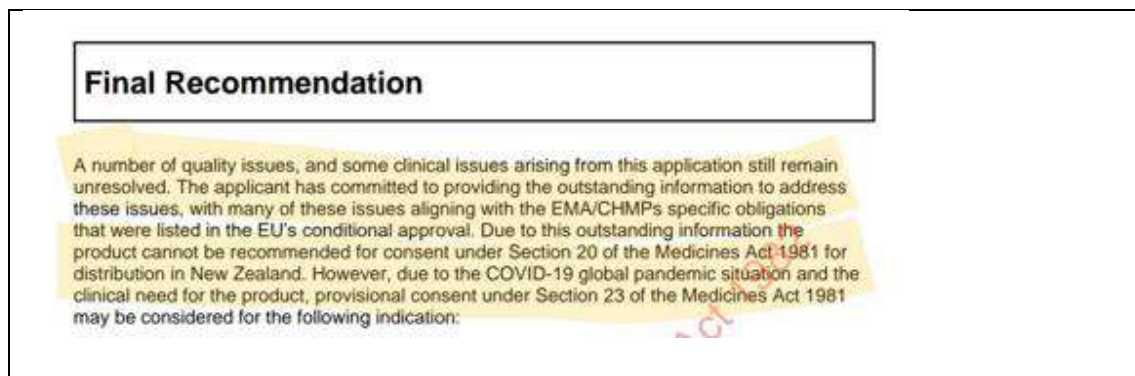 Final Recommendation
A number of quality issues, and some clinical issues arising from this application still remain
unresolved. The applicant has committed to providing the outstanding information to address
these issues, with many of these issues aligning with the EMA/CHMPs specific obligations
that were listed in the EU's conditional approval. Due to this outstanding information the
product cannot be recommended for consent under Section 20 of the Medicines Act 1981 for
distribution in New Zealand. However, due to the COVID-19 global pandemic situation and the
clinical need for the product, provisional consent under Section 23 of the Medicines Act 1981
may be considered for the following indication:
Act 1982